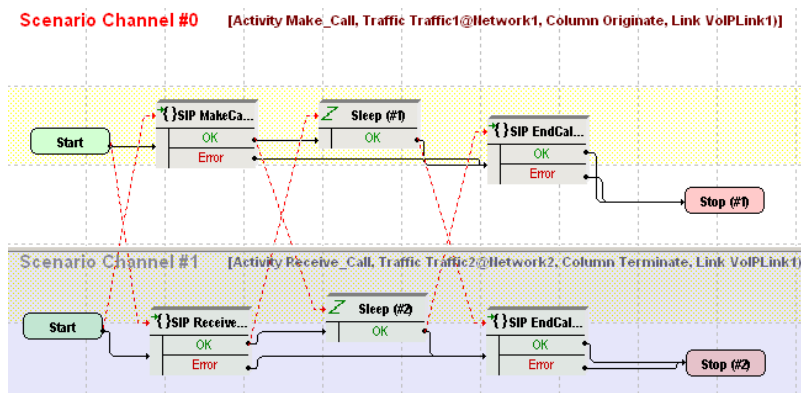 Scenario Channel #0 [Activity Make_Call, Traffic Traffic1@Network1, Column Originate, Link VoIPLink1)]
{}SIP MakeCa...
OK
Error
Sleep (#1)
OK
Start
{}SIP EndCal...
OK
Error
Stop (#1)
Scenario Channel #1 [Activity Receive_Call, Traffic Traffic2@Network2, Column Terminate, Link VoIPLink1)
Start
{}SIP Receive...
OK
Error
Sleep (#2)
OK
{}SIP EndCal...
OK
Error
Stop (#2)